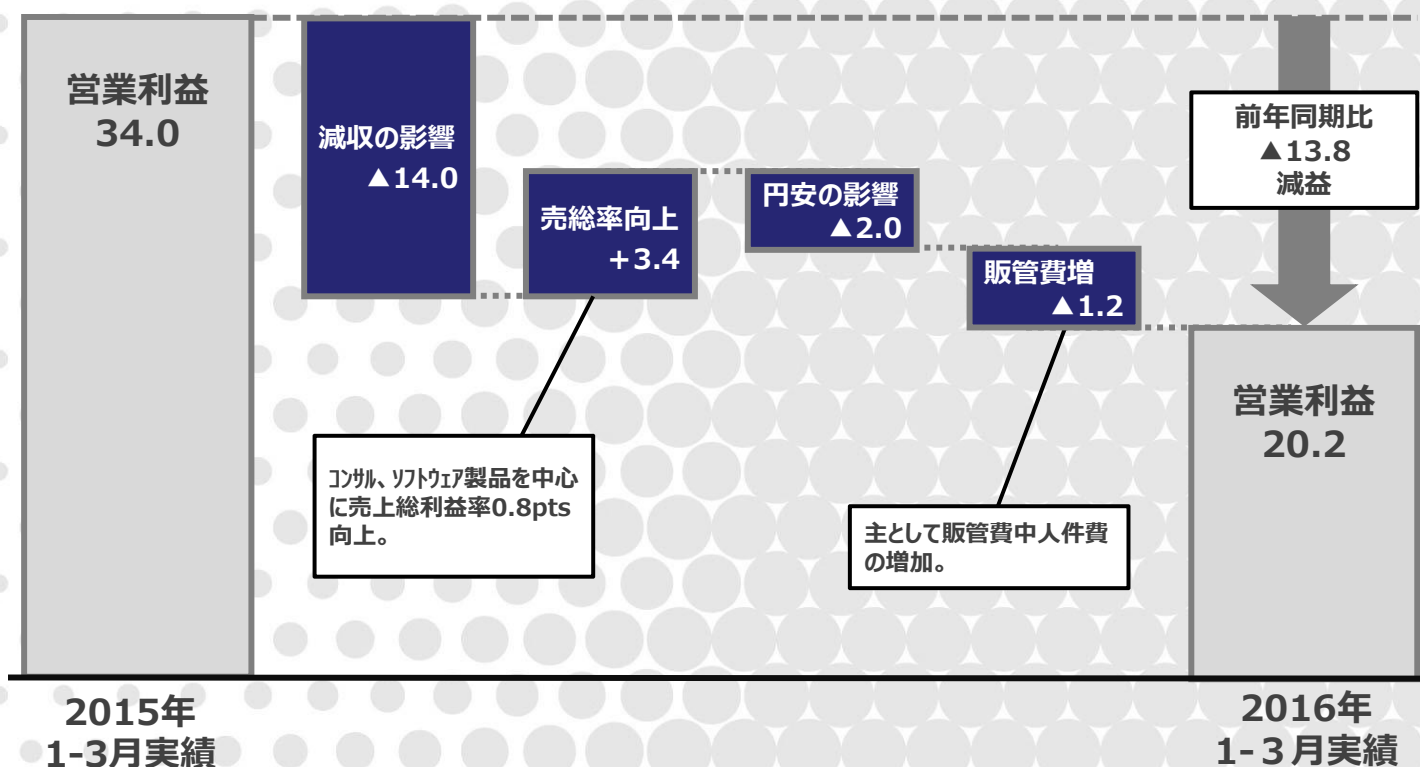 営業利益
34.0
減収の影響
▲14.0
売総率向上
+3.4
円安の影響
▲2.0
販管費増
▲1.2
前年同期比
▲13.8
減益
営業利益
20.2
コンサル、ソフトウェア製品を中心
に売上総利益率0.8pts
向上。
主として販管費中人件費
の増加。
2015年
1-3月実績
2016年
1-３月実績